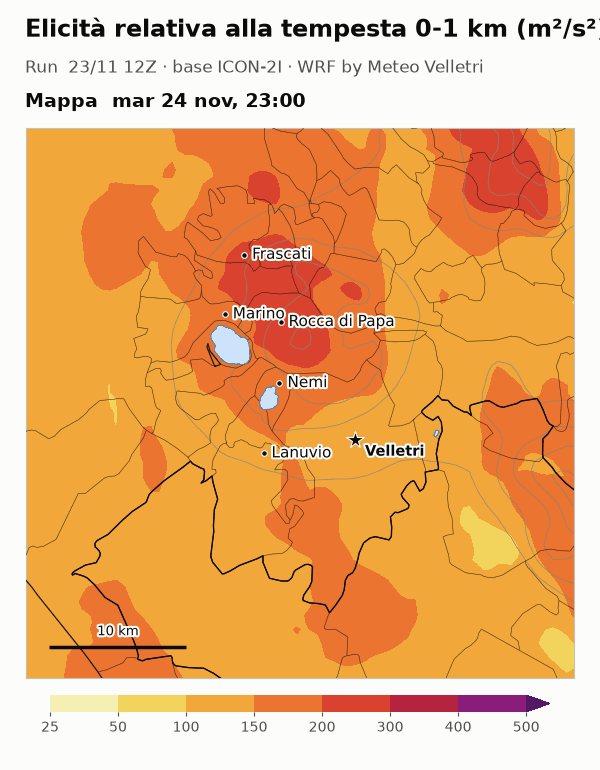 Elicità relativa alla tempesta 0-1 km (m²/s²)
Run  23/11 12Z · base ICON-2I · WRF by Meteo Velletri
Mappa  mar 24 nov, 23:00
Frascati
Marino
Rocca di Papa
Nemi
Lanuvio
Velletri
10 km
25 50 100 150 200 300 400 500